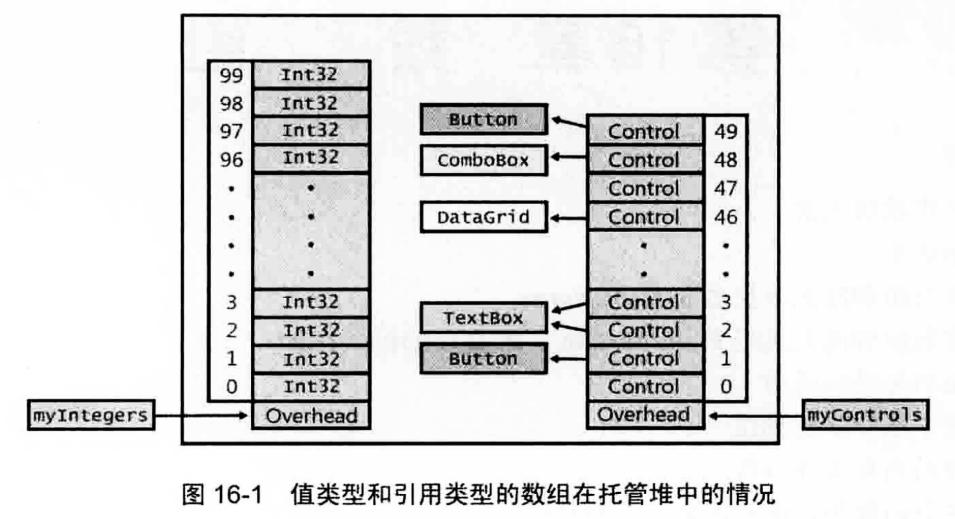 99 Int32
98 Int32
97 Int32 Button Control 49
96 Int32 ComboBox Control 48
Control 47
DataGrid Control 46
3 Int32 Control 3
TextBox
2 Int32 Control 2
1 Int32 Button Control 1
0 Int32 Control 0
myIntegers Overhead Overhead myControls
图 16-1 值类型和引用类型的数组在托管堆中的情况